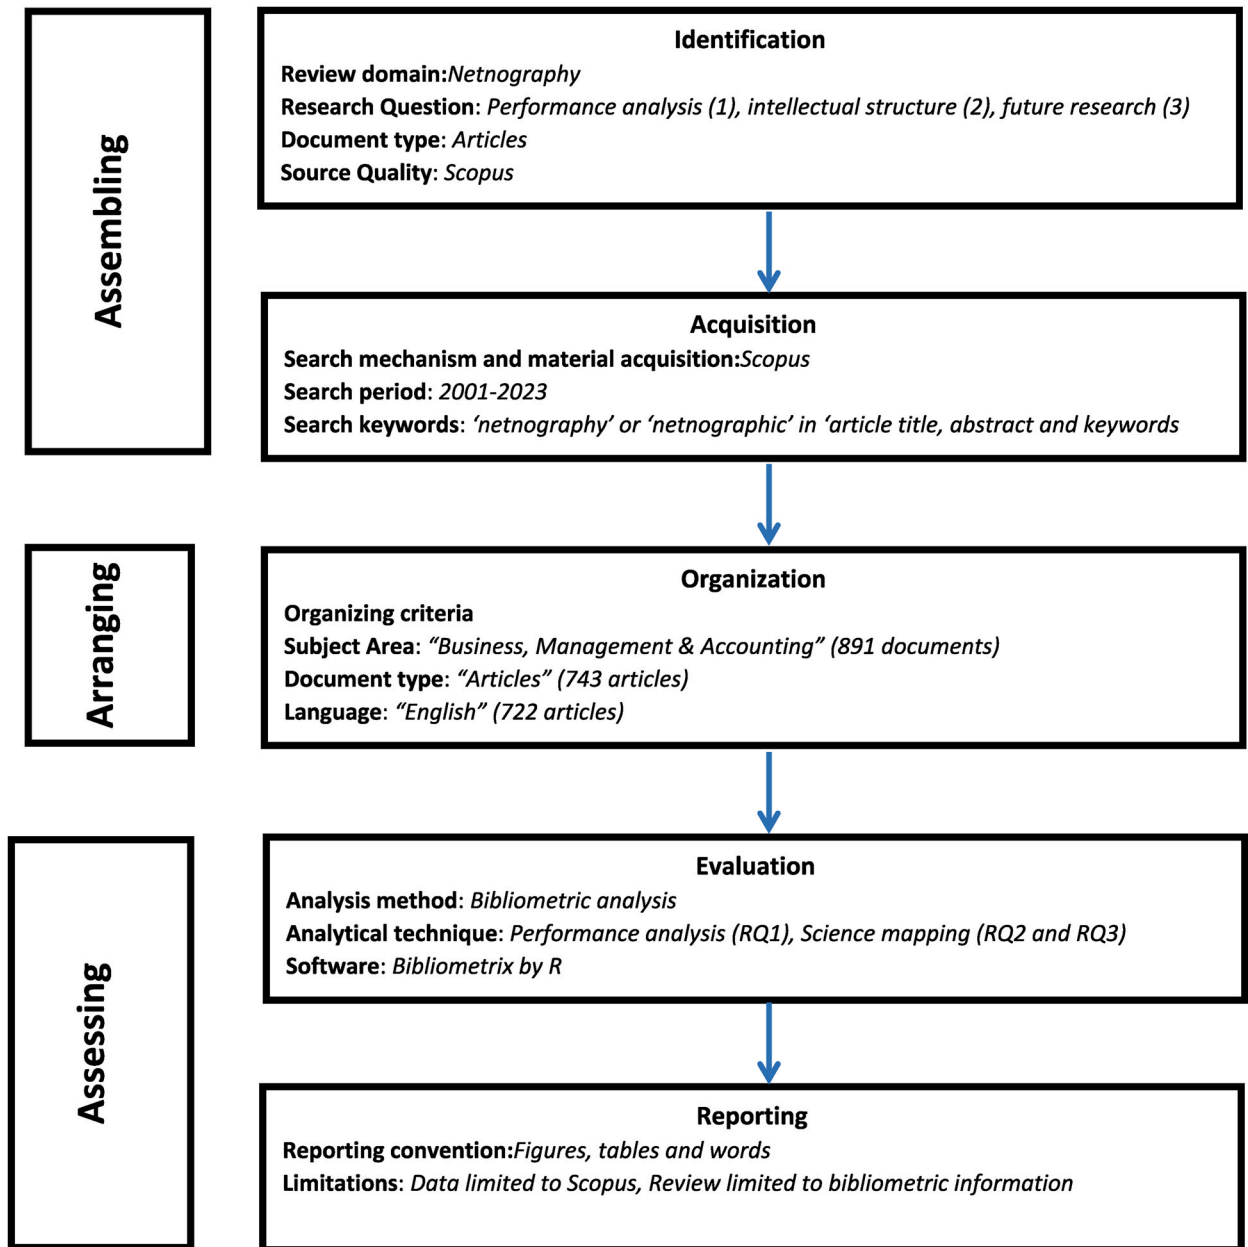 Assembling
Identification
Review domain:Netnography
Research Question: Performance analysis (1), intellectual structure (2), future research (3)
Document type: Articles
Source Quality: Scopus
Acquisition
Search mechanism and material acquisition:Scopus
Search period: 2001-2023
Search keywords: ‘netnography’ or ‘netnographic’ in ‘article title, abstract and keywords
Arranging
Organization
Organizing criteria
Subject Area: “Business, Management & Accounting” (891 documents)
Document type: “Articles” (743 articles)
Language: “English” (722 articles)
Assessing
Evaluation
Analysis method: Bibliometric analysis
Analytical technique: Performance analysis (RQ1), Science mapping (RQ2 and RQ3)
Software: Bibliometrix by R
Reporting
Reporting convention:Figures, tables and words
Limitations: Data limited to Scopus, Review limited to bibliometric information